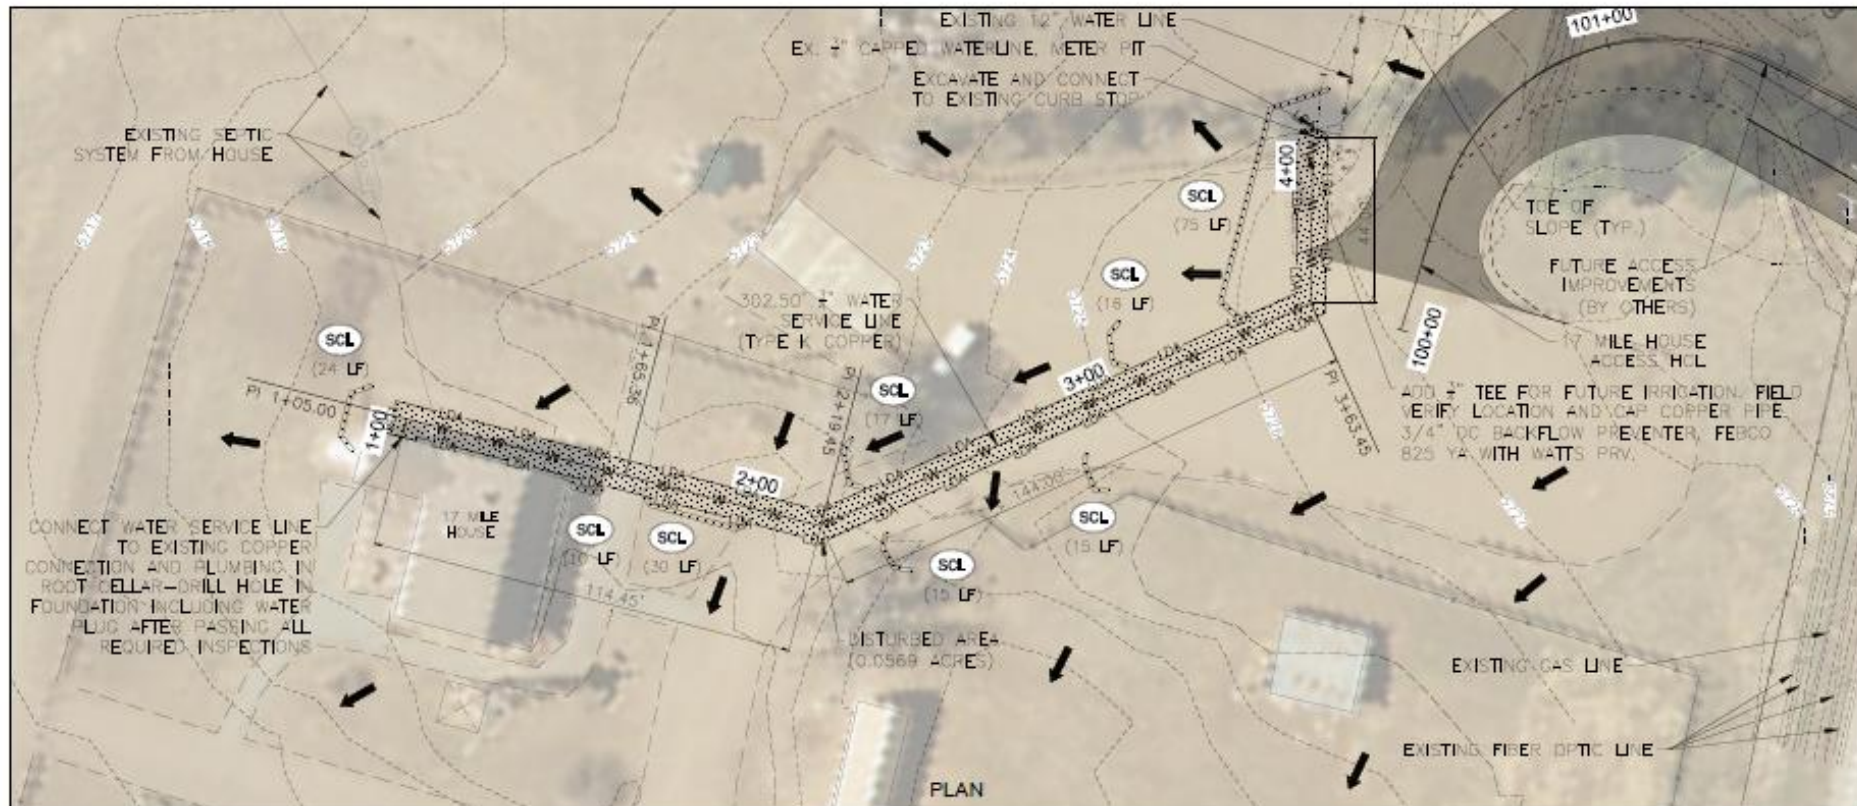 EXISTING 12" WATER LINE
EX. ¾" CAPPED WATERLINE, METER PIT
EXCAVATE AND CONNECT
TO EXISTING CURB STOP
101+00
EXISTING SEPTIC
SYSTEM FROM HOUSE
4+00
SCL
(75 LF)
TOE OF
SLOPE (TYP.)
FUTURE ACCESS
IMPROVEMENTS
(BY OTHERS)
SCL
(16 LF)
302.50' ¾" WATER
SERVICE LINE
(TYPE K COPPER)
17 MILE HOUSE
ACCESS HCL
100+00
SCL
(24 LF)
PI 1+05.00
1+00
PI 1+65.36
PI 2+19.45
SCL
(17 LF)
3+00
PI 3+63.45
ADD ¾" TEE FOR FUTURE IRRIGATION. FIELD
VERIFY LOCATION AND CAP COPPER PIPE.
3/4" DC BACKFLOW PREVENTER, FEBCO
825 YA WITH WATTS PRV.
2+00
144.00'
CONNECT WATER SERVICE LINE
TO EXISTING COPPER
CONNECTION AND PLUMBING IN
ROOT CELLAR-DRILL HOLE IN
FOUNDATION INCLUDING WATER
PLUG AFTER PASSING ALL
REQUIRED INSPECTIONS
17 MILE
HOUSE
SCL
(10 LF)
SCL
(30 LF)
SCL
(15 LF)
SCL
(15 LF)
114.45'
DISTURBED AREA
(0.0569 ACRES)
EXISTING GAS LINE
EXISTING FIBER OPTIC LINE
PLAN